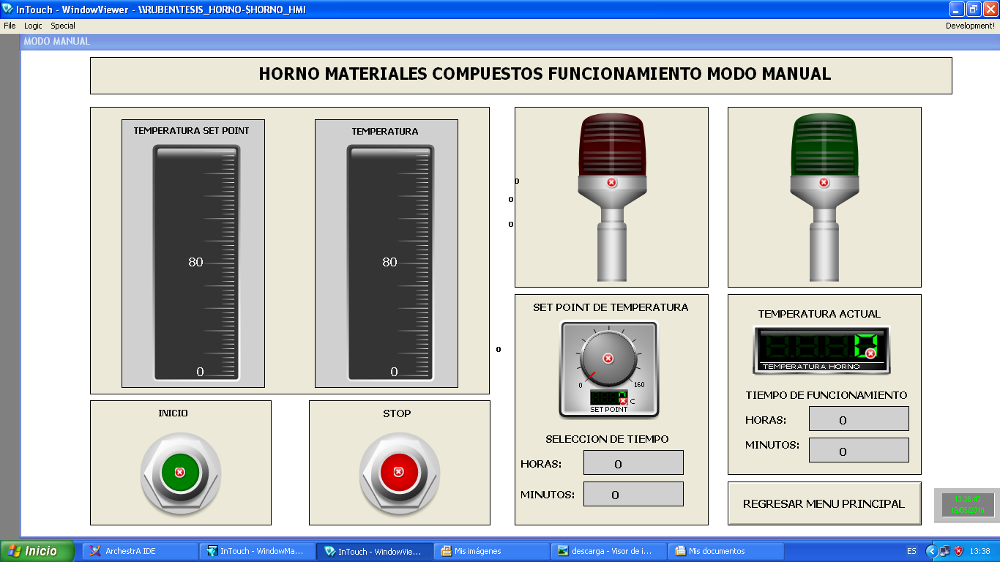 InTouch - WindowViewer - \\RUBEN\TESIS_HORNO-$HORNO_HMI
File Logic Special
Development!
MODO MANUAL
HORNO MATERIALES COMPUESTOS FUNCIONAMIENTO MODO MANUAL
TEMPERATURA SET POINT
80
0
TEMPERATURA
80
0
0
0
0
0
INICIO
STOP
SET POINT DE TEMPERATURA
0
160
0
C
SET POINT
SELECCION DE TIEMPO
HORAS:
0
MINUTOS:
0
TEMPERATURA ACTUAL
0
TEMPERATURA HORNO
TIEMPO DE FUNCIONAMIENTO
HORAS:
0
MINUTOS:
0
REGRESAR MENU PRINCIPAL
Inicio
ArchestrA IDE
InTouch - WindowMa...
InTouch - WindowVie...
Mis imágenes
descarga - Visor de i...
Mis documentos
ES
13:38